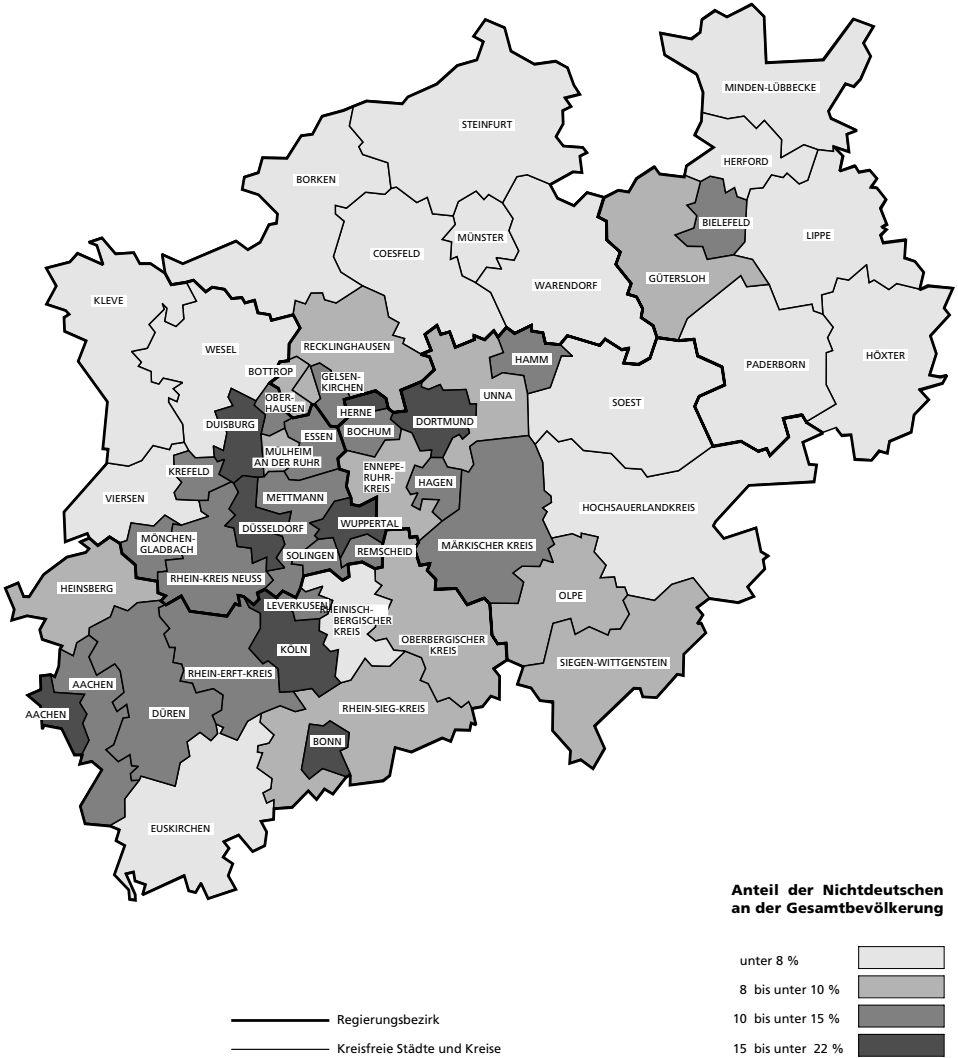 MINDEN-LÜBBECKE
STEINFURT
HERFORD
BORKEN
BIELEFELD
LIPPE
MÜNSTER
COESFELD
GÜTERSLOH
WARENDORF
KLEVE
WESEL
RECKLINGHAUSEN
HÖXTER
HAMM
PADERBORN
BOTTROP
GELSEN-
KIRCHEN
OBER-
HAUSEN
UNNA
SOEST
HERNE
DORTMUND
DUISBURG
BOCHUM
ESSEN
MÜLHEIM
AN DER RUHR
KREFELD
ENNEPE-
RUHR-
KREIS
HAGEN
VIERSEN
METTMANN
HOCHSAUERLANDKREIS
WUPPERTAL
DÜSSELDORF
MÖNCHEN-
GLADBACH
MÄRKISCHER KREIS
REMSCHEID
SOLINGEN
RHEIN-KREIS NEUSS
HEINSBERG
OLPE
LEVERKUSEN
RHEINISCH-
BERGISCHER
KREIS
OBERBERGISCHER
KREIS
KÖLN
SIEGEN-WITTGENSTEIN
RHEIN-ERFT-KREIS
AACHEN
RHEIN-SIEG-KREIS
AACHEN
DÜREN
BONN
EUSKIRCHEN
Anteil der Nichtdeutschen
an der Gesamtbevölkerung
unter 8 %
8 bis unter 10 %
10 bis unter 15 %
15 bis unter 22 %
Regierungsbezirk
Kreisfreie Städte und Kreise